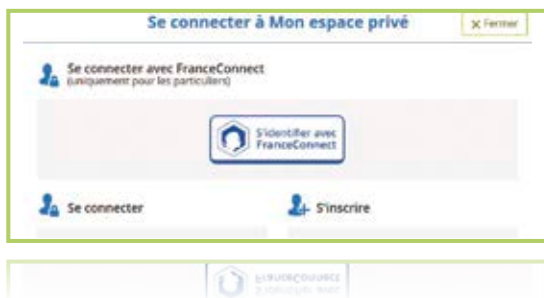 Se connecter à Mon espace privé
X Fermer
Se connecter avec FranceConnect
(uniquement pour les particuliers)
S'identifier avec
FranceConnect
Se connecter
S'inscrire